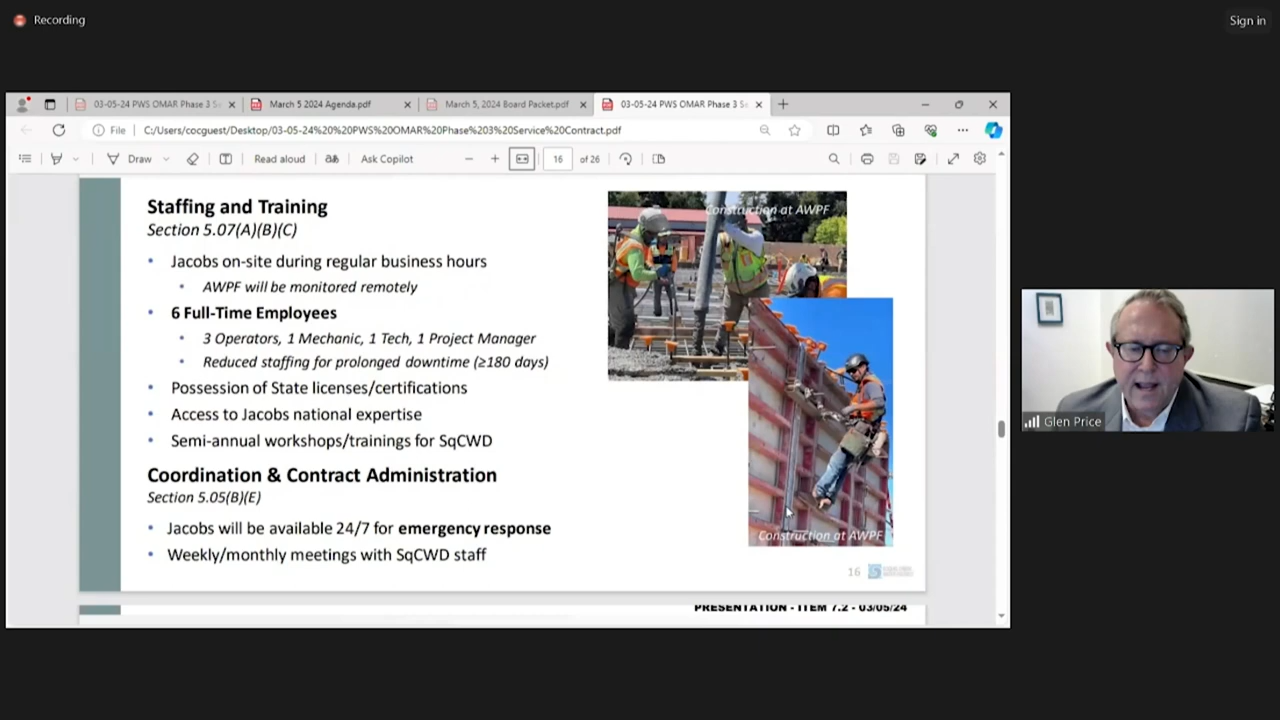 Recording
Sign in
03-05-24 PWS OMAR Phase 3 S
March 5 2024 Agenda.pdf
March 5, 2024 Board Packet.pdf
03-05-24 PWS OMAR Phase 3 Se
File
C:/Users/cocguest/Desktop/03-05-24%20%20PWS%20OMAR%20Phase%203%20Service%20Contract.pdf
Draw
Read aloud
Ask Copilot
16 of 26
Staffing and Training
Section 5.07(A)(B)(C)
• Jacobs on-site during regular business hours
• AWPF will be monitored remotely
• 6 Full-Time Employees
• 3 Operators, 1 Mechanic, 1 Tech, 1 Project Manager
• Reduced staffing for prolonged downtime (≥180 days)
• Possession of State licenses/certifications
• Access to Jacobs national expertise
• Semi-annual workshops/trainings for SqCWD
Coordination & Contract Administration
Section 5.05(B)(E)
• Jacobs will be available 24/7 for emergency response
• Weekly/monthly meetings with SqCWD staff
Construction at AWPF
Construction at AWPF
16
PRESENTATION - ITEM 7.2 - 03/05/24
Glen Price